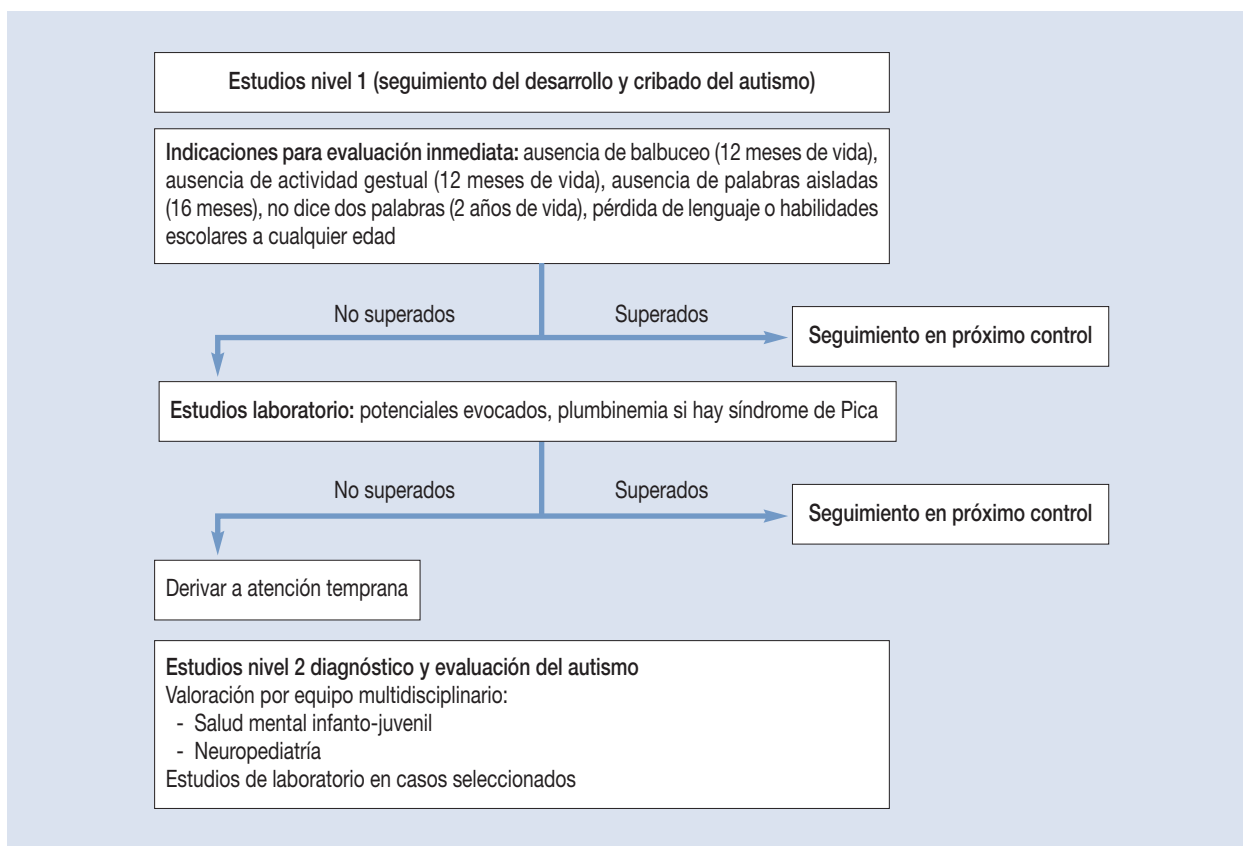 Estudios nivel 1 (seguimiento del desarrollo y cribado del autismo)
Indicaciones para evaluación inmediata: ausencia de balbuceo (12 meses de vida),
ausencia de actividad gestual (12 meses de vida), ausencia de palabras aisladas
(16 meses), no dice dos palabras (2 años de vida), pérdida de lenguaje o habilidades
escolares a cualquier edad
No superados
Superados
Seguimiento en próximo control
Estudios laboratorio: potenciales evocados, plumbinemia si hay síndrome de Pica
No superados
Superados
Seguimiento en próximo control
Derivar a atención temprana
Estudios nivel 2 diagnóstico y evaluación del autismo
Valoración por equipo multidisciplinario:
- Salud mental infanto-juvenil
- Neuropediatría
Estudios de laboratorio en casos seleccionados